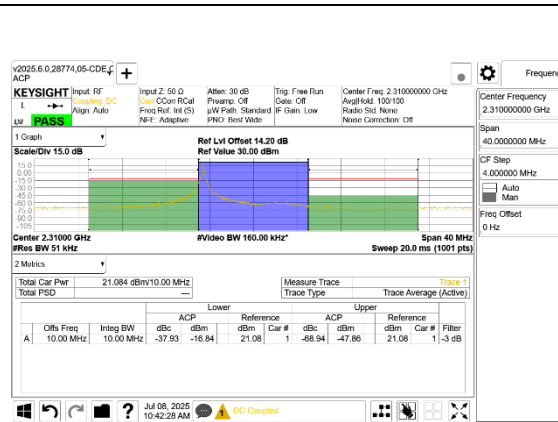 v2025.6.0,28774,05-CDE,C
ACP
Frequen
KEYSIGHT
L
PASS
Input: RF
Coupling: DC
Align: Auto
Input Z: 50 Ω
Corr CCorr RCal
Freq Ref: Int (S)
NFE: Adaptive
Atten: 30 dB
Preamp: Off
µW Path: Standard
PNO: Best Wide
Trig: Free Run
Gate: Off
IF Gain: Low
Center Freq: 2.310000000 GHz
Avg|Hold: 100/100
Radio Std: None
Noise Correction: Off
Center Frequency
2.310000000 GHz
Span
40.0000000 MHz
CF Step
4.000000 MHz
Auto
Man
Freq Offset
0 Hz
1 Graph
Scale/Div 15.0 dB
Ref Lvl Offset 14.20 dB
Ref Value 30.00 dBm
15.0
0.00
-15.0
-30.0
-45.0
-60.0
-75.0
-90.0
-105
Center 2.31000 GHz
#Video BW 160.00 kHz*
Span 40 MHz
#Res BW 51 kHz
Sweep 20.0 ms (1001 pts)
2 Metrics
Total Car Pwr 21.084 dBm/10.00 MHz
Total PSD —
Measure Trace Trace 1
Trace Type Trace Average (Active)
Lower Upper
ACP Reference ACP Reference
Offs Freq Integ BW dBc dBm dBm Car # dBc dBm dBm Car # Filter
A 10.00 MHz 10.00 MHz -37.93 -16.84 21.08 1 -68.94 -47.86 21.08 1 -3 dB
?
Jul 08, 2025
10:42:28 AM
1
DC Coupled